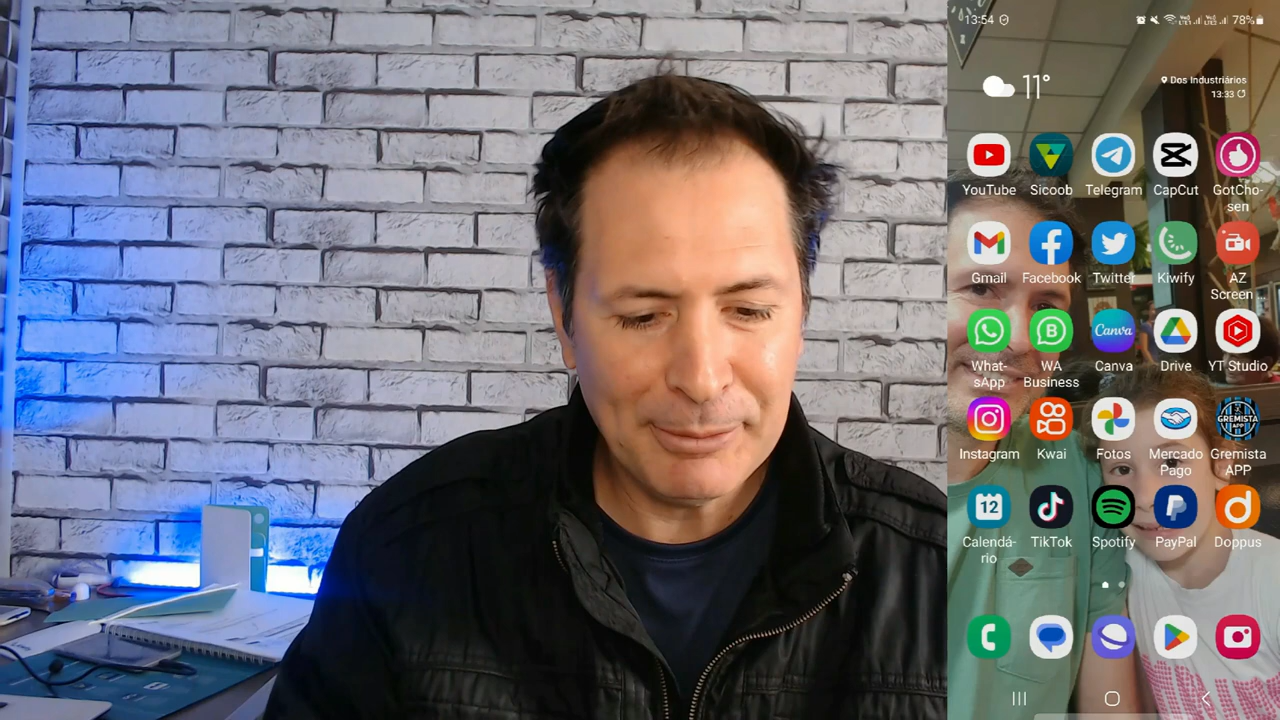 13:54
78%
11°
Dos Industriários
13:33
YouTube
Sicoob
Telegram
CapCut
GotCho-
sen
Gmail
Facebook
Twitter
Kiwify
AZ
Screen ...
What-
sApp
B
WA
Business
Canva
Canva
Drive
YT Studio
Instagram
Kwai
Fotos
Mercado
Pago
GREMISTA
APP
Gremista
APP
12
Calendá-
rio
TikTok
Spotify
PayPal
Doppus